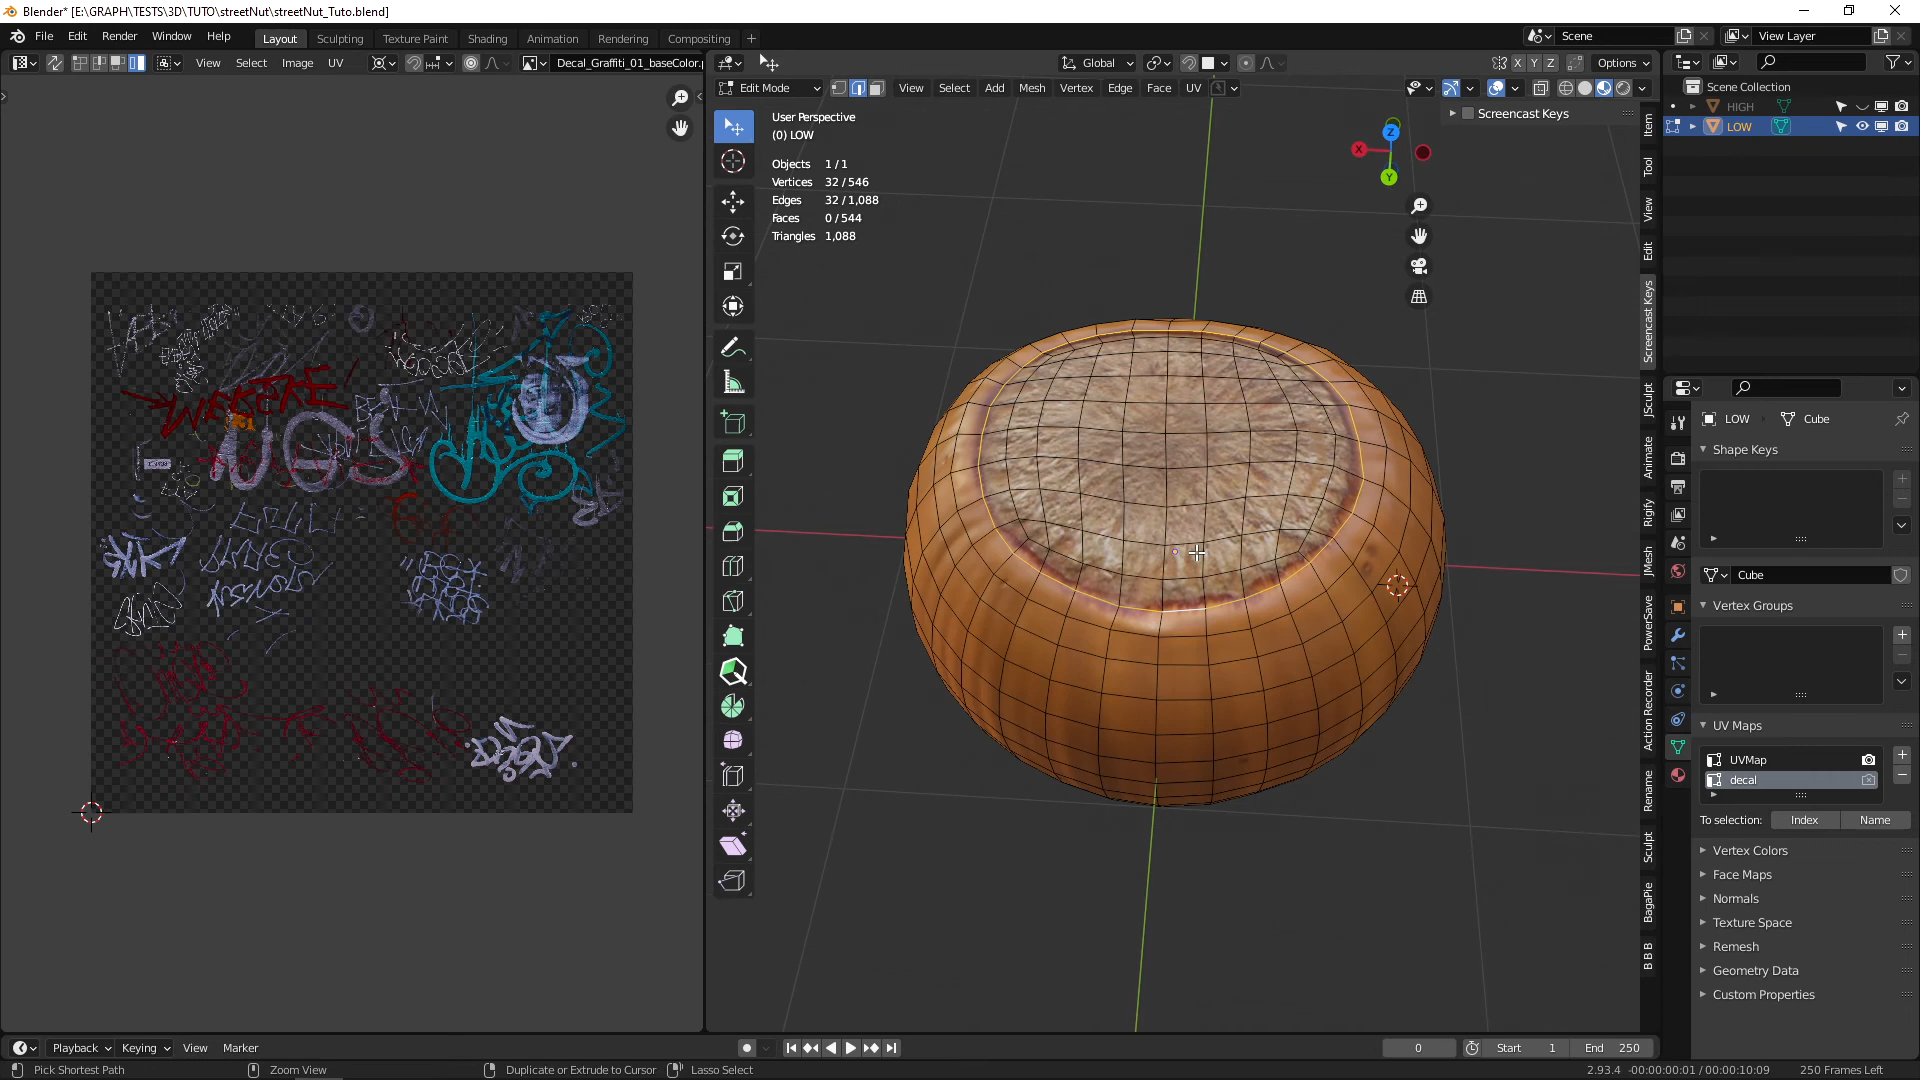 Blender* [E:\GRAPH\TESTS\3D\TUTO\streetNut\streetNut_Tuto.blend]
File Edit Render Window Help Layout Sculpting Texture Paint Shading Animation Rendering Compositing + Scene View Layer
View Select Image UV Decal_Graffiti_01_baseColor.p Global X Y Z Options
Edit Mode View Select Add Mesh Vertex Edge Face UV
Scene Collection
HIGH
LOW
User Perspective
(0) LOW
Screencast Keys
Objects 1 / 1
Vertices 32 / 546
Edges 32 / 1,088
Faces 0 / 544
Triangles 1,088
Z
X
Y
Item
Tool
View
Edit
Screencast Keys
JSculpt
Animate
Rigify
JMesh
PowerSave
Action Recorder
Rename
Sculpt
BagaPie
B B B
LOW Cube
Shape Keys
Cube
Vertex Groups
UV Maps
UVMap
decal
To selection: Index Name
Vertex Colors
Face Maps
Normals
Texture Space
Remesh
Geometry Data
Custom Properties
Playback Keying View Marker 0 Start 1 End 250
Pick Shortest Path Zoom View Duplicate or Extrude to Cursor Lasso Select 2.93.4 -00:00:00:01 / 00:00:10:09 250 Frames Left